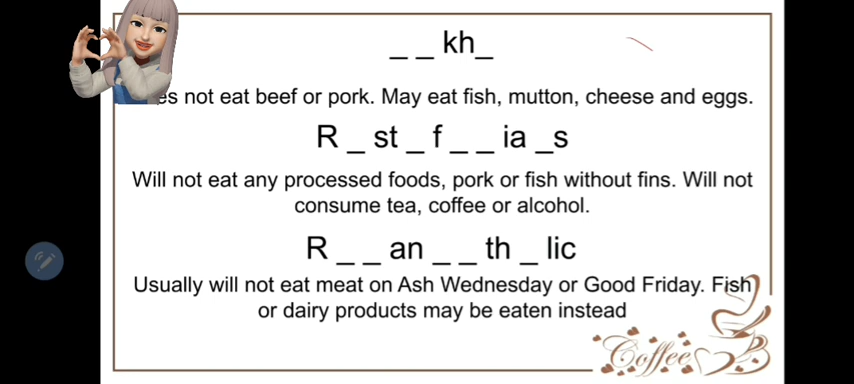 _ _ kh_
es not eat beef or pork. May eat fish, mutton, cheese and eggs.
R _ st _ f _ _ ia _s
Will not eat any processed foods, pork or fish without fins. Will not
consume tea, coffee or alcohol.
R _ _ an _ _ th _ lic
Usually will not eat meat on Ash Wednesday or Good Friday. Fish
or dairy products may be eaten instead
Coffee